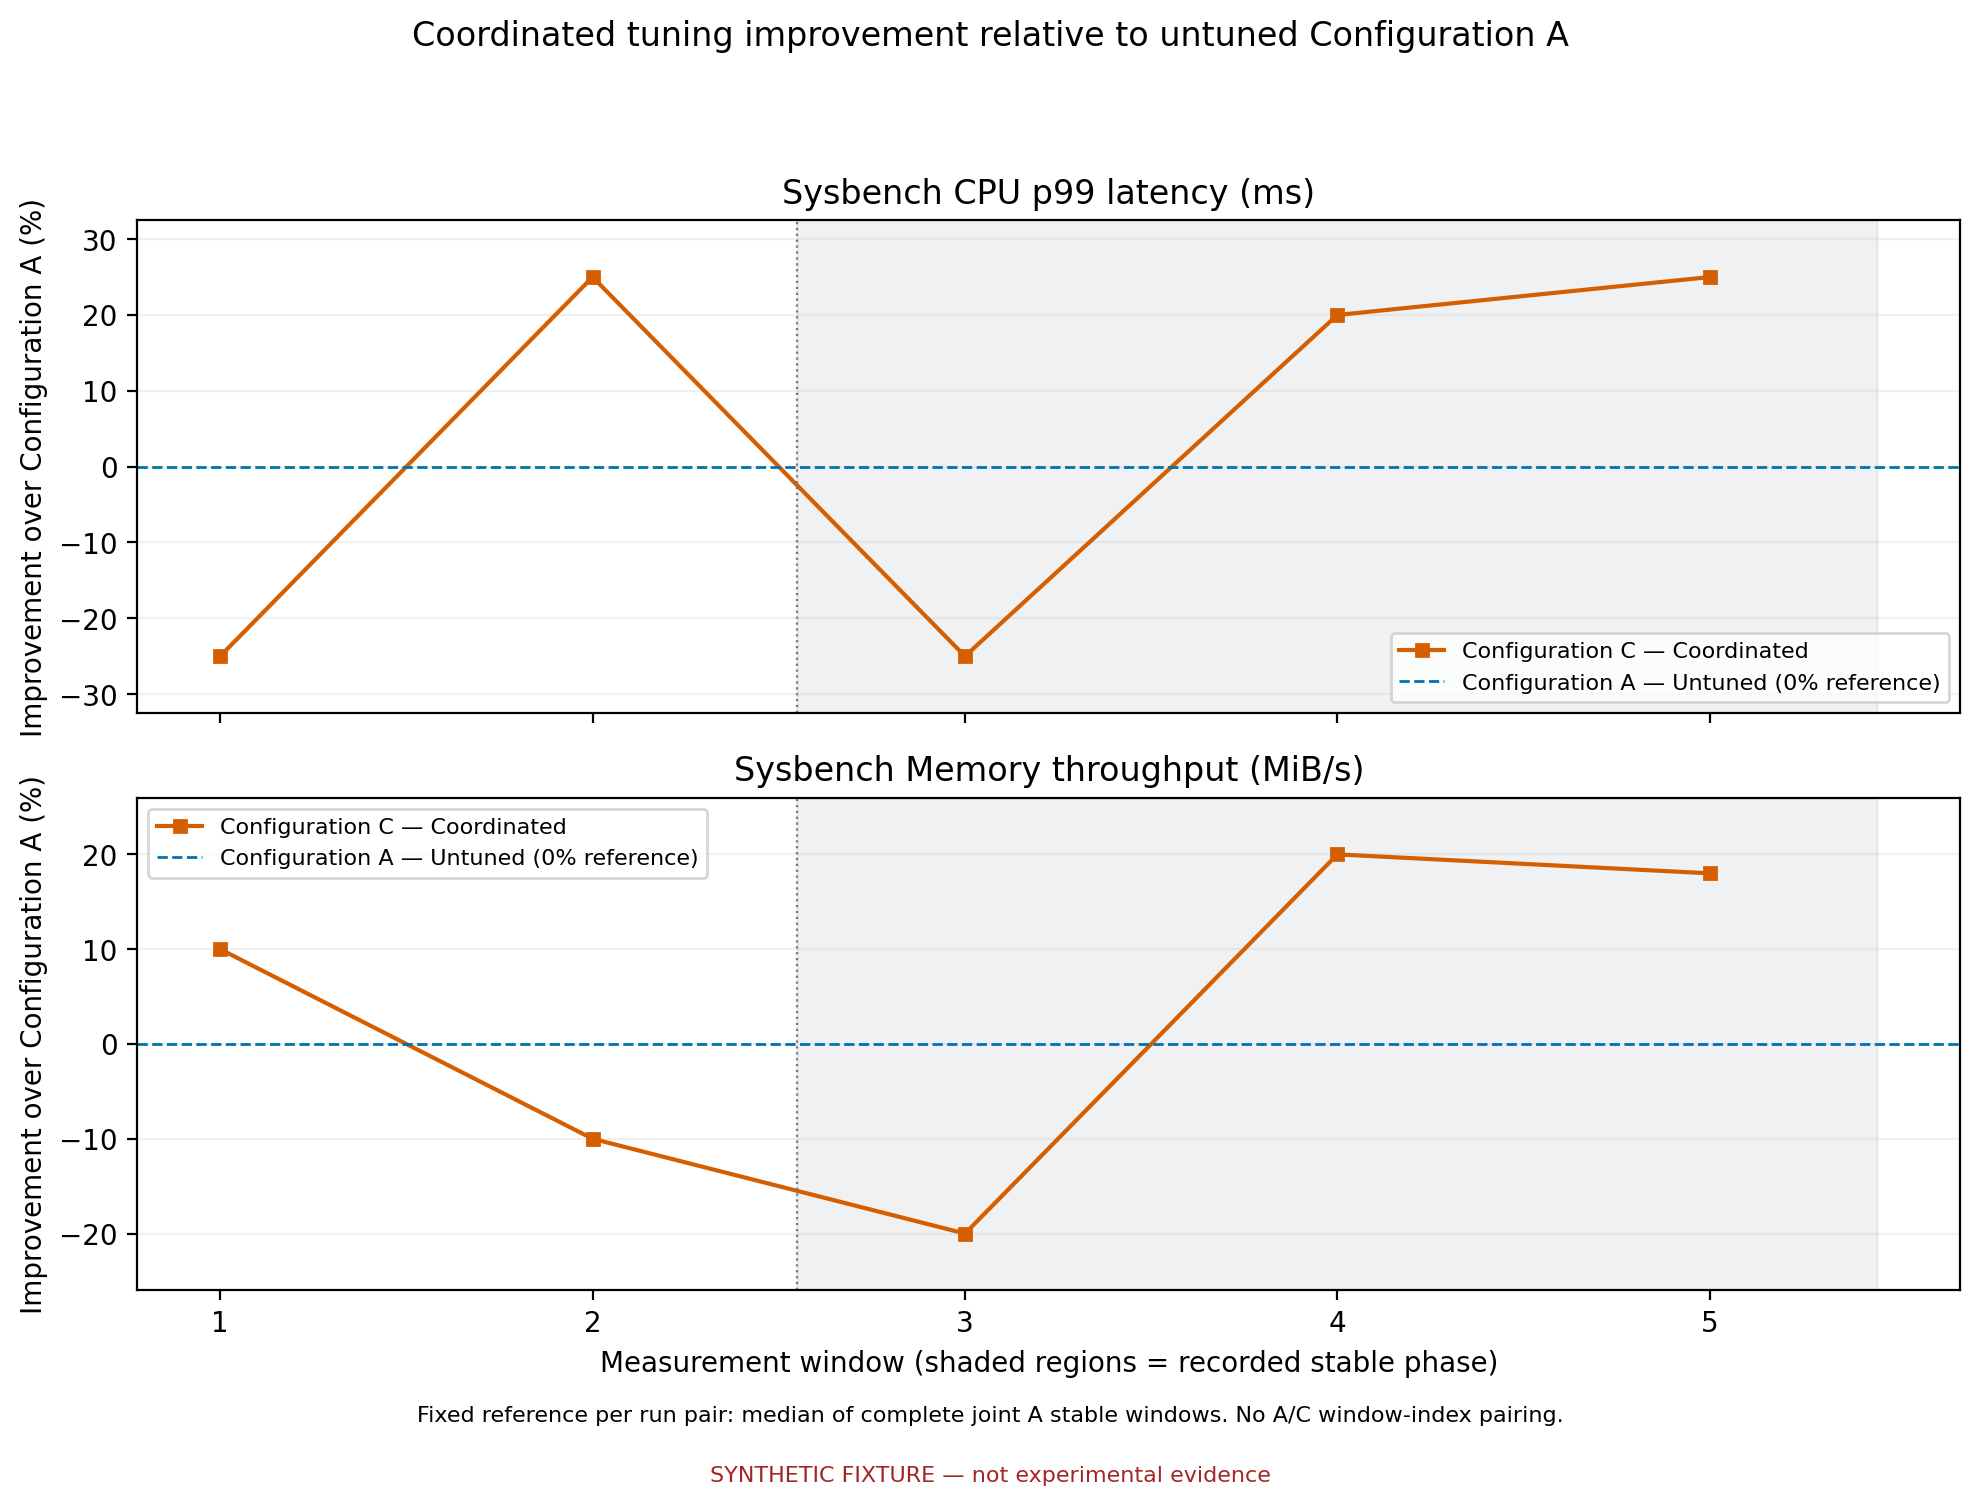 Coordinated tuning improvement relative to untuned Configuration A
Sysbench CPU p99 latency (ms)
Improvement over Configuration A (%)
30
20
10
0
−10
−20
−30
Configuration C — Coordinated
Configuration A — Untuned (0% reference)
Sysbench Memory throughput (MiB/s)
Improvement over Configuration A (%)
Configuration C — Coordinated
Configuration A — Untuned (0% reference)
20
10
0
−10
−20
1 2 3 4 5
Measurement window (shaded regions = recorded stable phase)
Fixed reference per run pair: median of complete joint A stable windows. No A/C window-index pairing.
SYNTHETIC FIXTURE — not experimental evidence